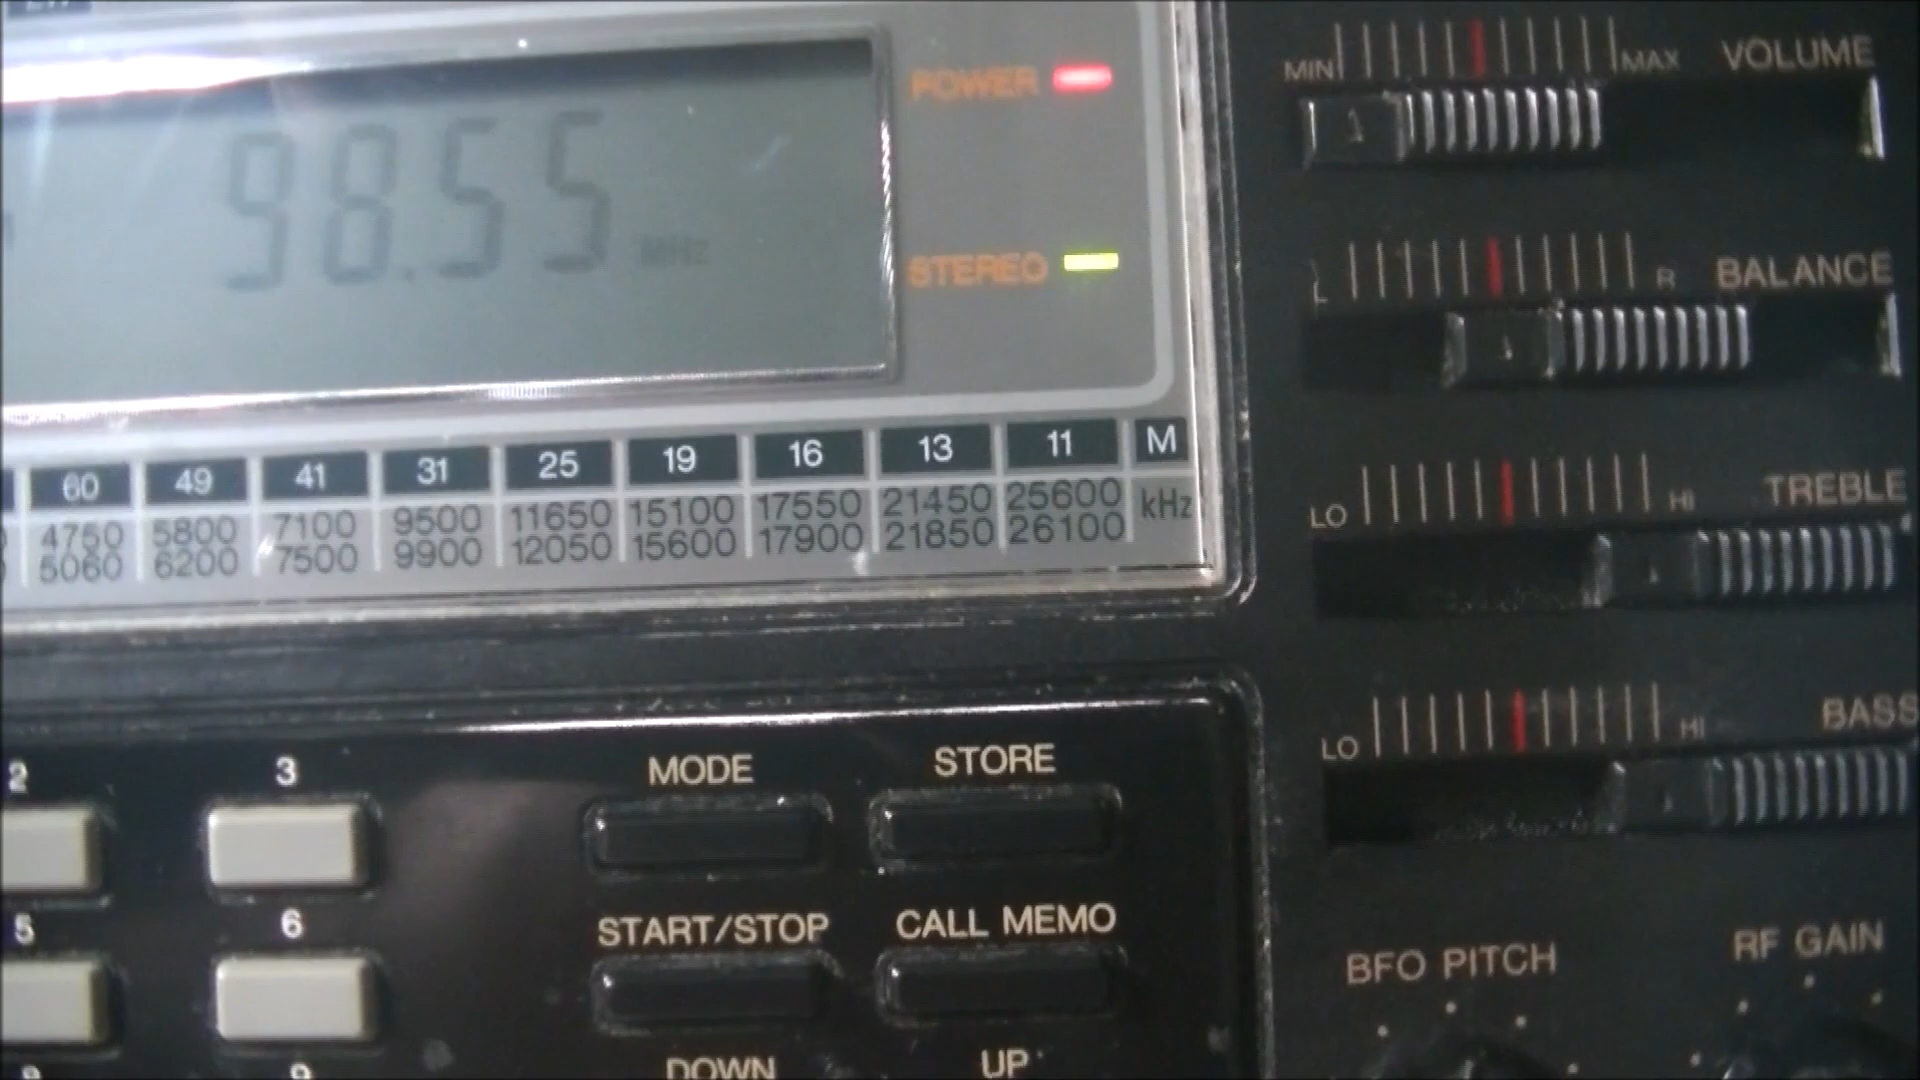 POWER
98.55 MHz
STEREO
60 49 41 31 25 19 16 13 11 M
4750 5800 7100 9500 11650 15100 17550 21450 25600 kHz
5060 6200 7500 9900 12050 15600 17900 21850 26100
MIN MAX VOLUME
L R BALANCE
LO HI TREBLE
LO HI BASS
2 3 MODE STORE
5 6 START/STOP CALL MEMO
9 DOWN UP
BFO PITCH RF GAIN